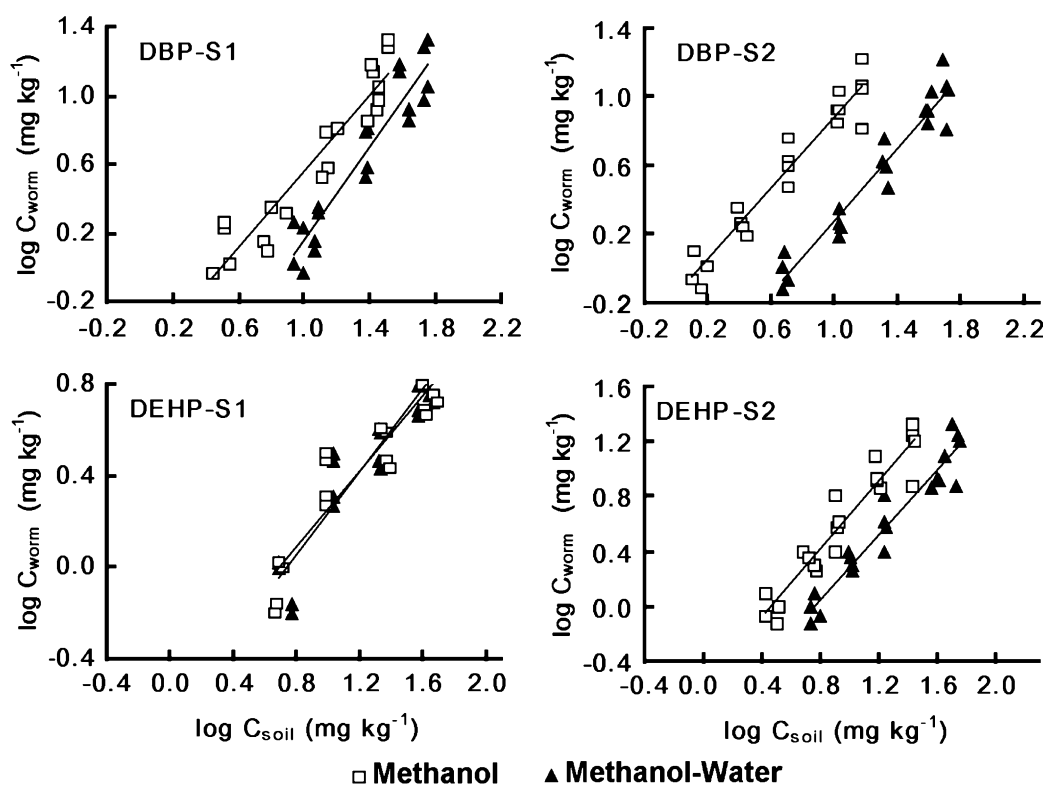 DBP-S1
log Cworm (mg kg-1)
1.4
1.0
0.6
0.2
-0.2
-0.2 0.2 0.6 1.0 1.4 1.8 2.2
DBP-S2
log Cworm (mg kg-1)
1.4
1.0
0.6
0.2
-0.2
-0.2 0.2 0.6 1.0 1.4 1.8 2.2
DEHP-S1
log Cworm (mg kg-1)
0.8
0.4
0.0
-0.4
-0.4 0.0 0.4 0.8 1.2 1.6 2.0
log Csoil (mg kg-1)
DEHP-S2
log Cworm (mg kg-1)
1.6
1.2
0.8
0.4
0.0
-0.4
-0.4 0.0 0.4 0.8 1.2 1.6 2.0
log Csoil (mg kg-1)
Methanol Methanol-Water